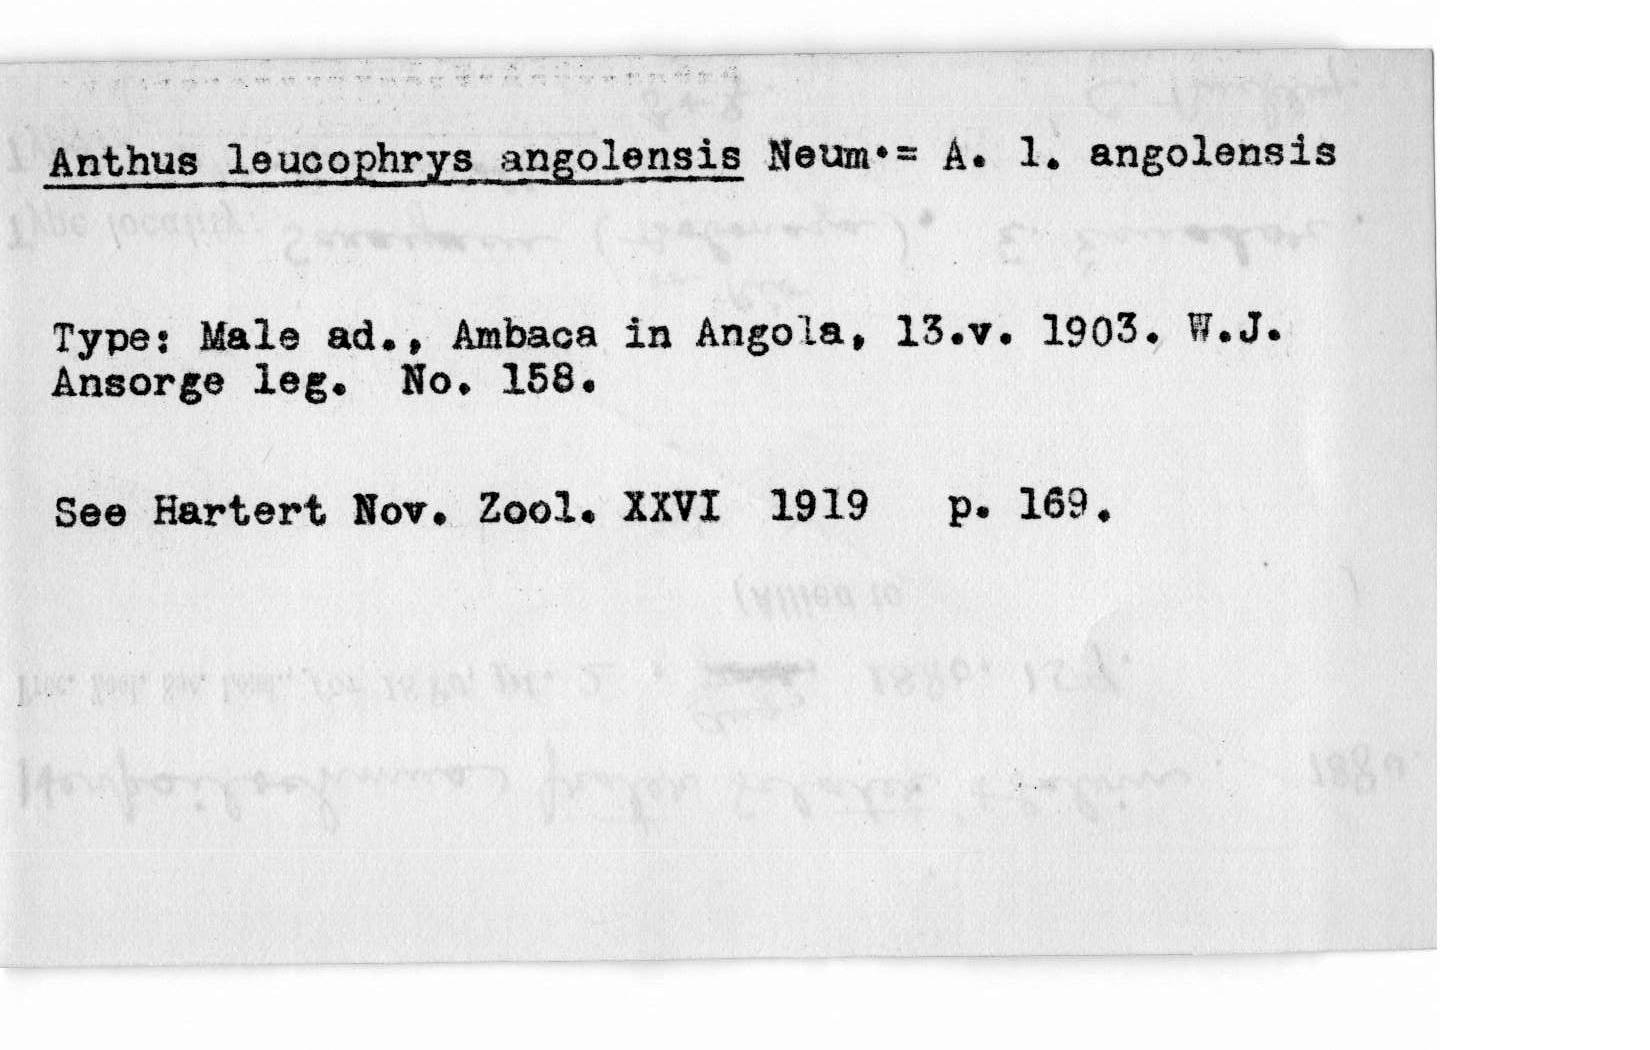 Anthus leucophrys angolensis Neum.= A. l. angolensis
Type: Male ad., Ambaca in Angola, 13.v. 1903. W.J.
Ansorge leg. No. 158.
See Hartert Nov. Zool. XXVI 1919 p. 169.